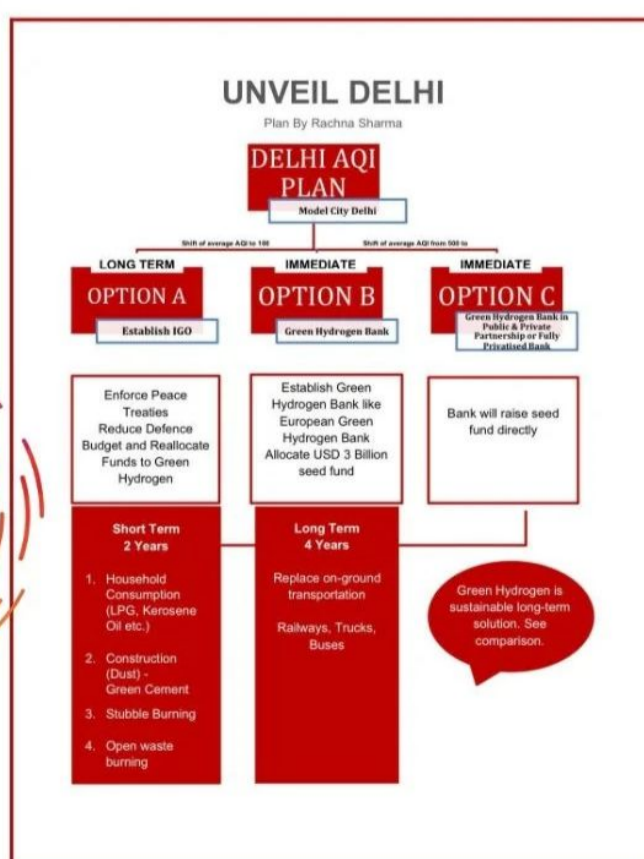 UNVEIL DELHI
Plan By Rachna Sharma
DELHI AQI
PLAN
Model City Delhi
Shift of average AQI to 100
Shift of average AQI from 500 to
LONG TERM
OPTION A
Establish IGO
IMMEDIATE
OPTION B
Green Hydrogen Bank
IMMEDIATE
OPTION C
Green Hydrogen Bank in
Public & Private
Partnership or Fully
Privatised Bank
Enforce Peace
Treaties
Reduce Defence
Budget and Reallocate
Funds to Green
Hydrogen
Establish Green
Hydrogen Bank like
European Green
Hydrogen Bank
Allocate USD 3 Billion
seed fund
Bank will raise seed
fund directly
Short Term
2 Years
1. Household
Consumption
(LPG, Kerosene
Oil etc.)
2. Construction
(Dust) -
Green Cement
3. Stubble Burning
4. Open waste
burning
Long Term
4 Years
Replace on-ground
transportation
Railways, Trucks,
Buses
Green Hydrogen is
sustainable long-term
solution. See
comparison.